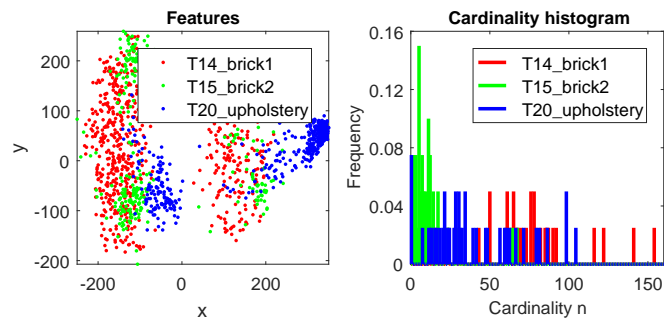 Features
200
100
0
-100
-200
y
-200
0
200
x
T14_brick1
T15_brick2
T20_upholstery
Cardinality histogram
0.16
0.12
0.08
0.04
0
Frequency
0
50
100
150
Cardinality n
T14_brick1
T15_brick2
T20_upholstery